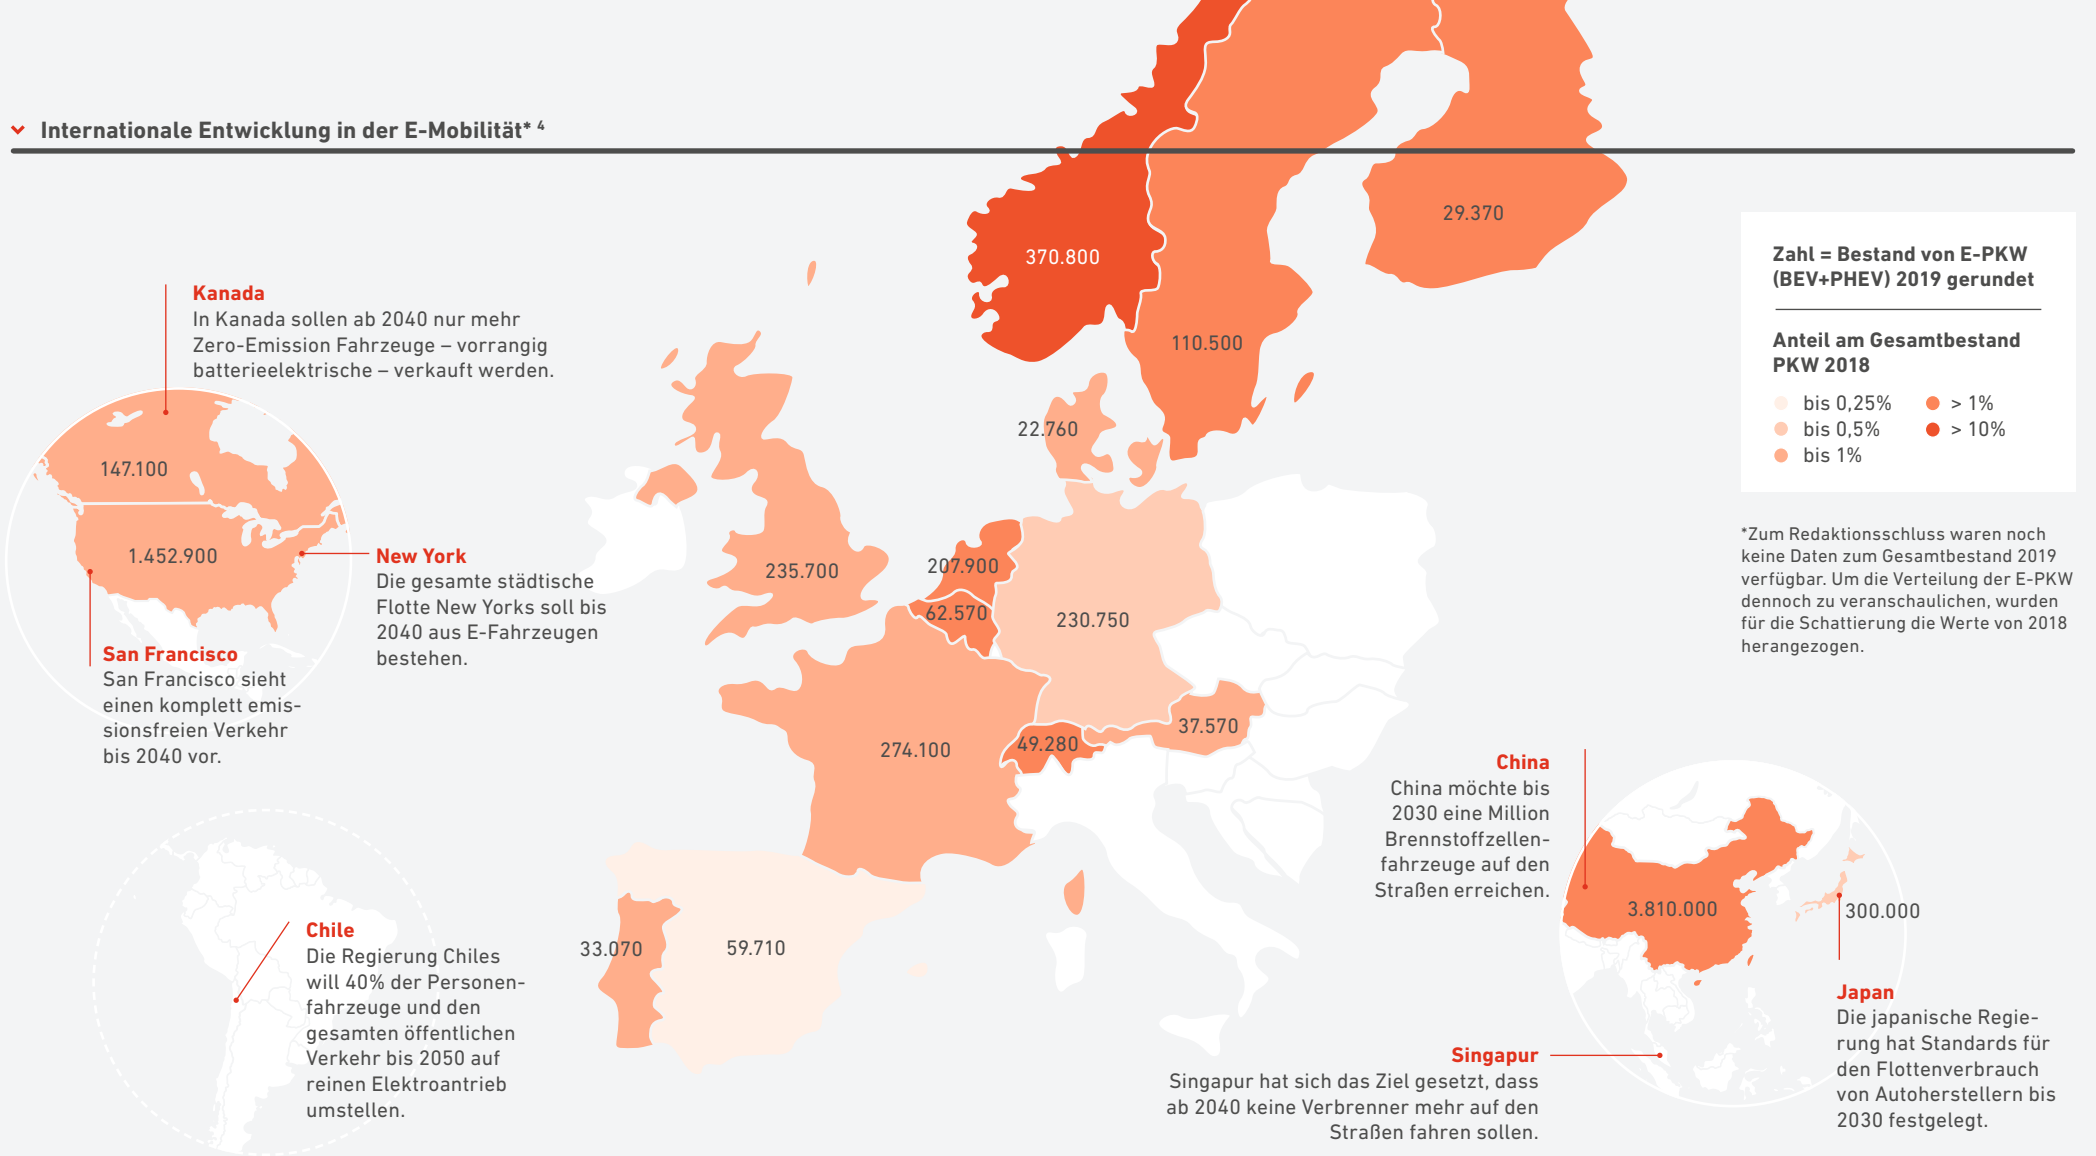 Internationale Entwicklung in der E-Mobilität* 4
370.800
29.370
110.500
Zahl = Bestand von E-PKW
(BEV+PHEV) 2019 gerundet
Anteil am Gesamtbestand
PKW 2018
bis 0,25%
bis 0,5%
bis 1%
> 1%
> 10%
*Zum Redaktionsschluss waren noch
keine Daten zum Gesamtbestand 2019
verfügbar. Um die Verteilung der E-PKW
dennoch zu veranschaulichen, wurden
für die Schattierung die Werte von 2018
herangezogen.
Kanada
In Kanada sollen ab 2040 nur mehr
Zero-Emission Fahrzeuge – vorrangig
batterieelektrische – verkauft werden.
147.100
1.452.900
New York
Die gesamte städtische
Flotte New Yorks soll bis
2040 aus E-Fahrzeugen
bestehen.
San Francisco
San Francisco sieht
einen komplett emis-
sionsfreien Verkehr
bis 2040 vor.
22.760
235.700
207.900
62.570
230.750
37.570
49.280
274.100
33.070
59.710
Chile
Die Regierung Chiles
will 40% der Personen-
fahrzeuge und den
gesamten öffentlichen
Verkehr bis 2050 auf
reinen Elektroantrieb
umstellen.
China
China möchte bis
2030 eine Million
Brennstoffzellen-
fahrzeuge auf den
Straßen erreichen.
3.810.000
300.000
Japan
Die japanische Regie-
rung hat Standards für
den Flottenverbrauch
von Autoherstellern bis
2030 festgelegt.
Singapur
Singapur hat sich das Ziel gesetzt, dass
ab 2040 keine Verbrenner mehr auf den
Straßen fahren sollen.